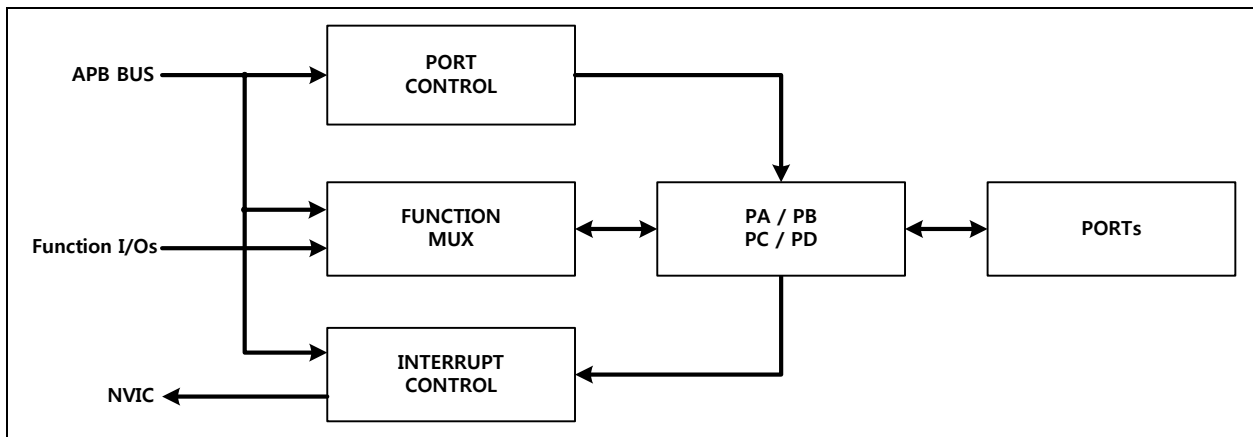 APB BUS
PORT
CONTROL
Function I/Os
FUNCTION
MUX
PA / PB
PC / PD
PORTs
NVIC
INTERRUPT
CONTROL